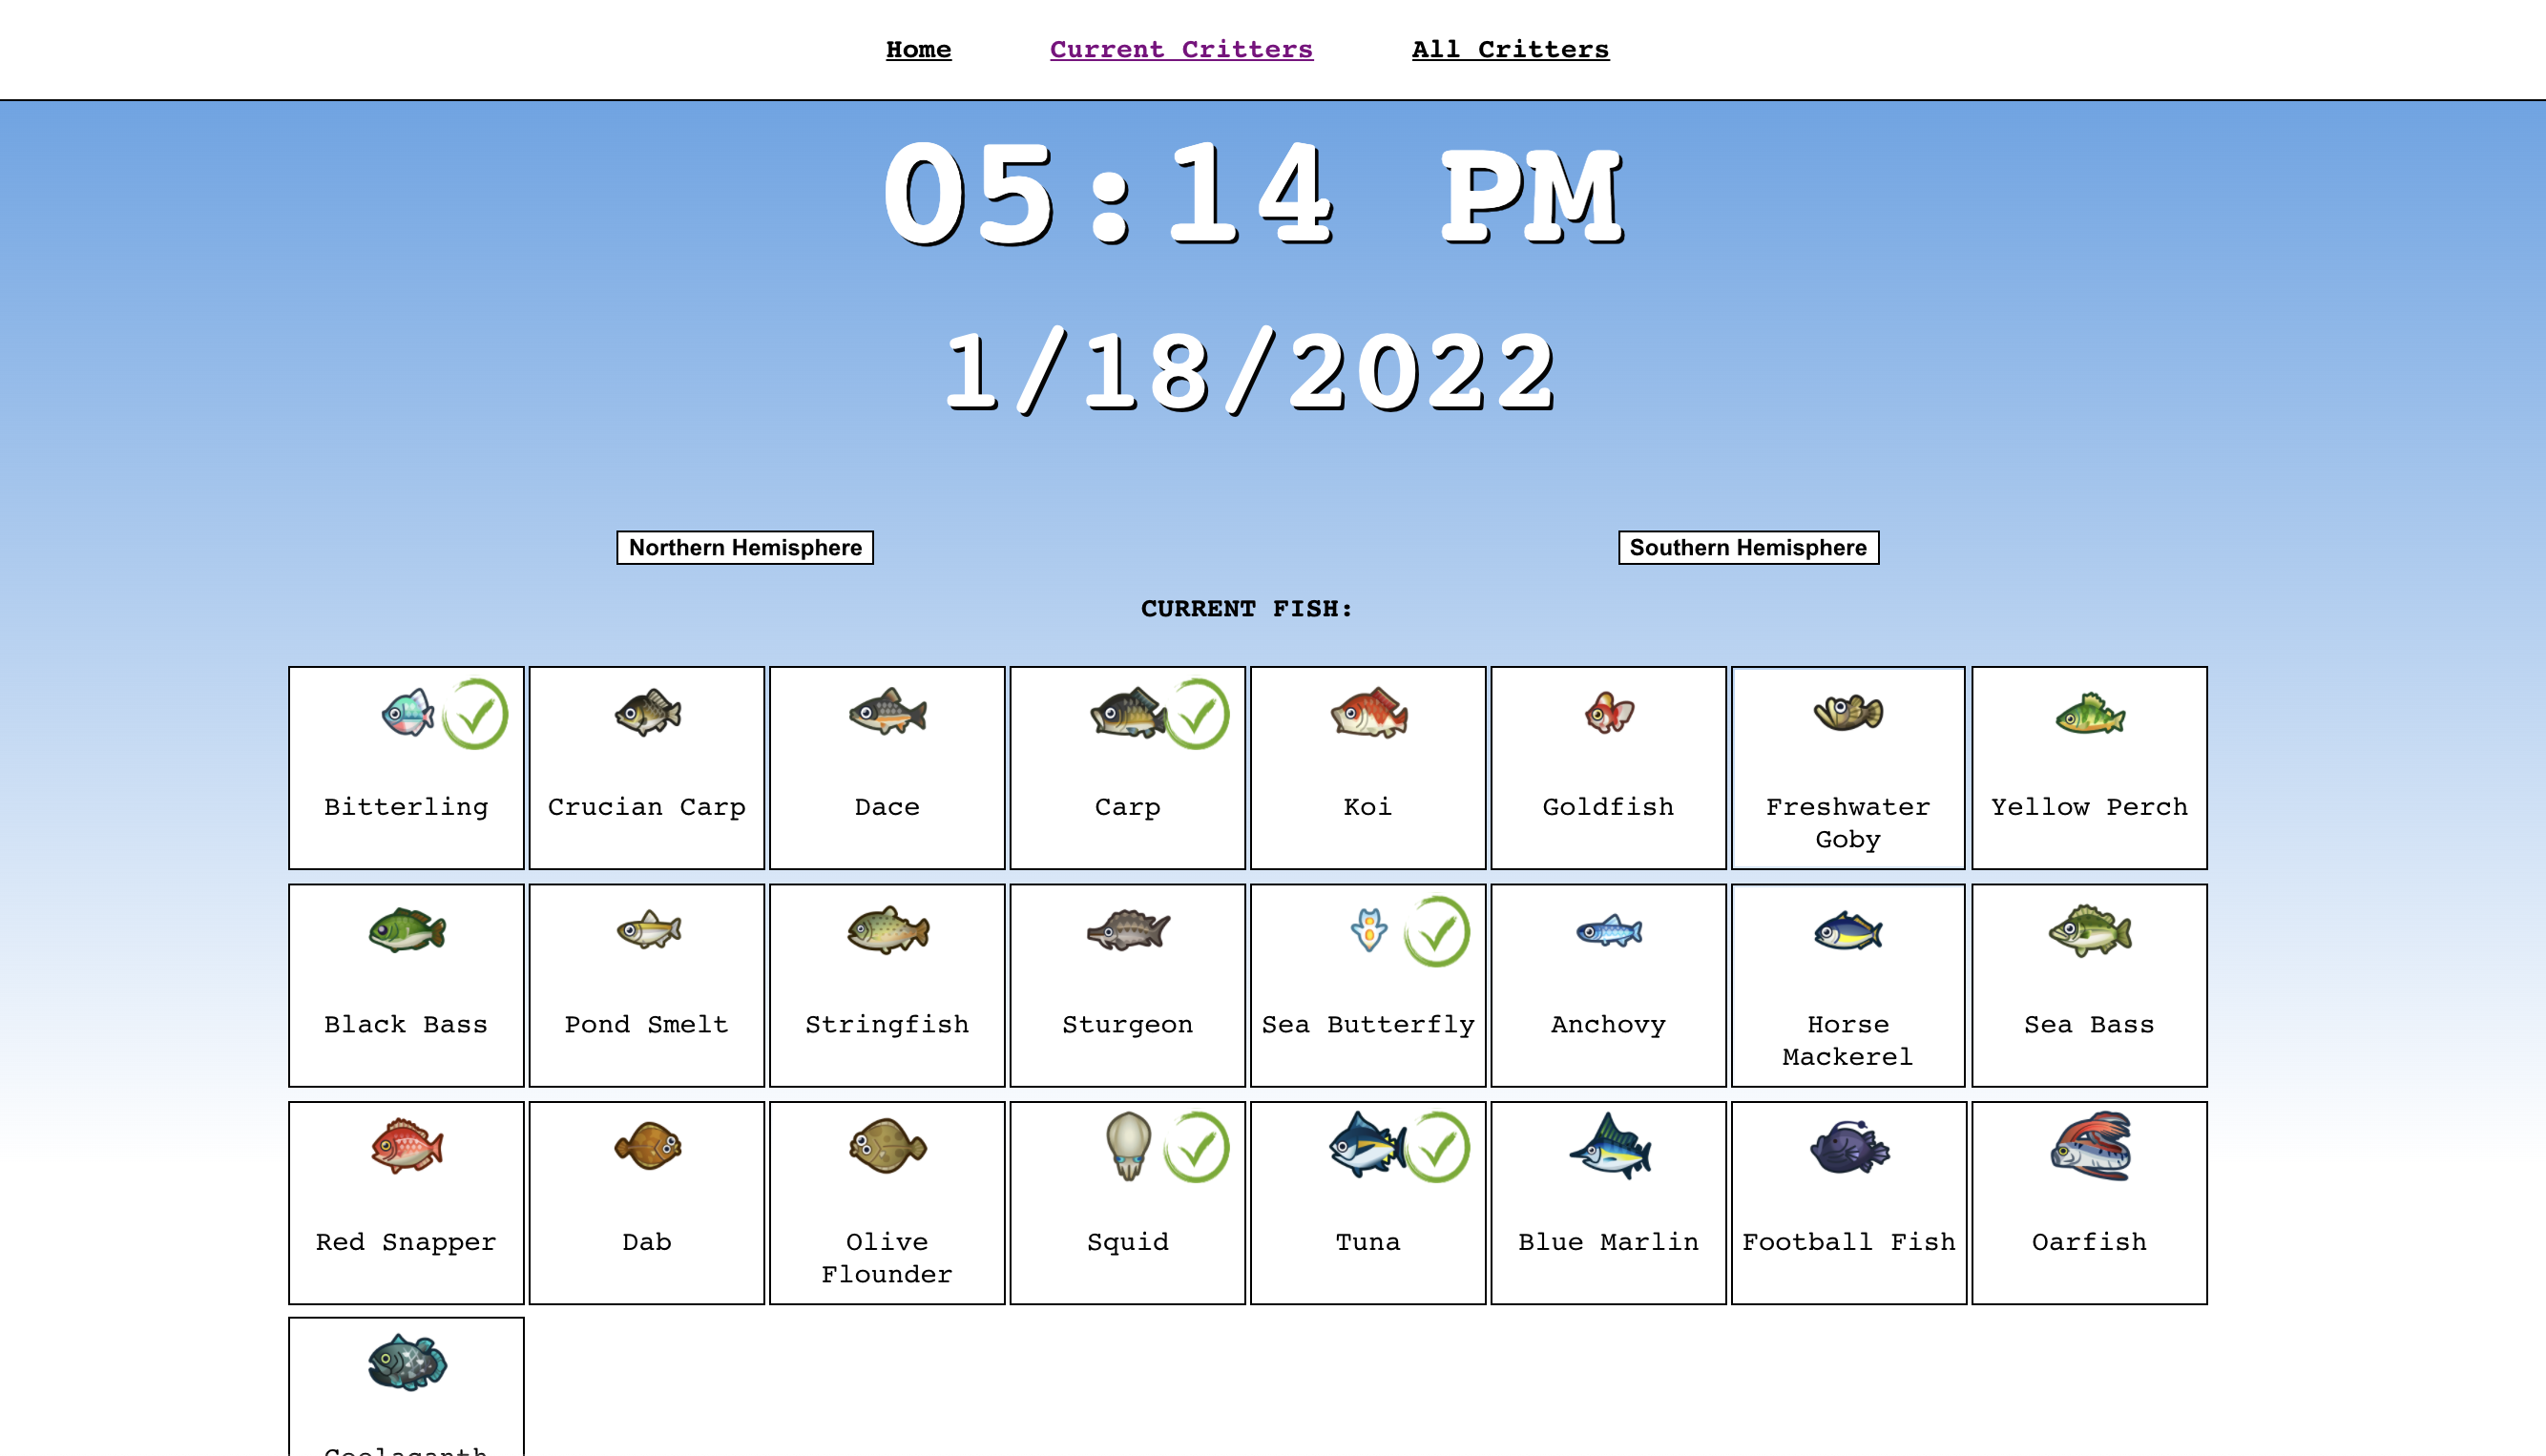 Home Current Critters All Critters
05:14 PM
1/18/2022
Northern Hemisphere Southern Hemisphere
CURRENT FISH:
Bitterling Crucian Carp Dace Carp Koi Goldfish Freshwater Yellow Perch
Goby
Black Bass Pond Smelt Stringfish Sturgeon Sea Butterfly Anchovy Horse Sea Bass
Mackerel
Red Snapper Dab Olive Squid Tuna Blue Marlin Football Fish Oarfish
Flounder
Coelacanth